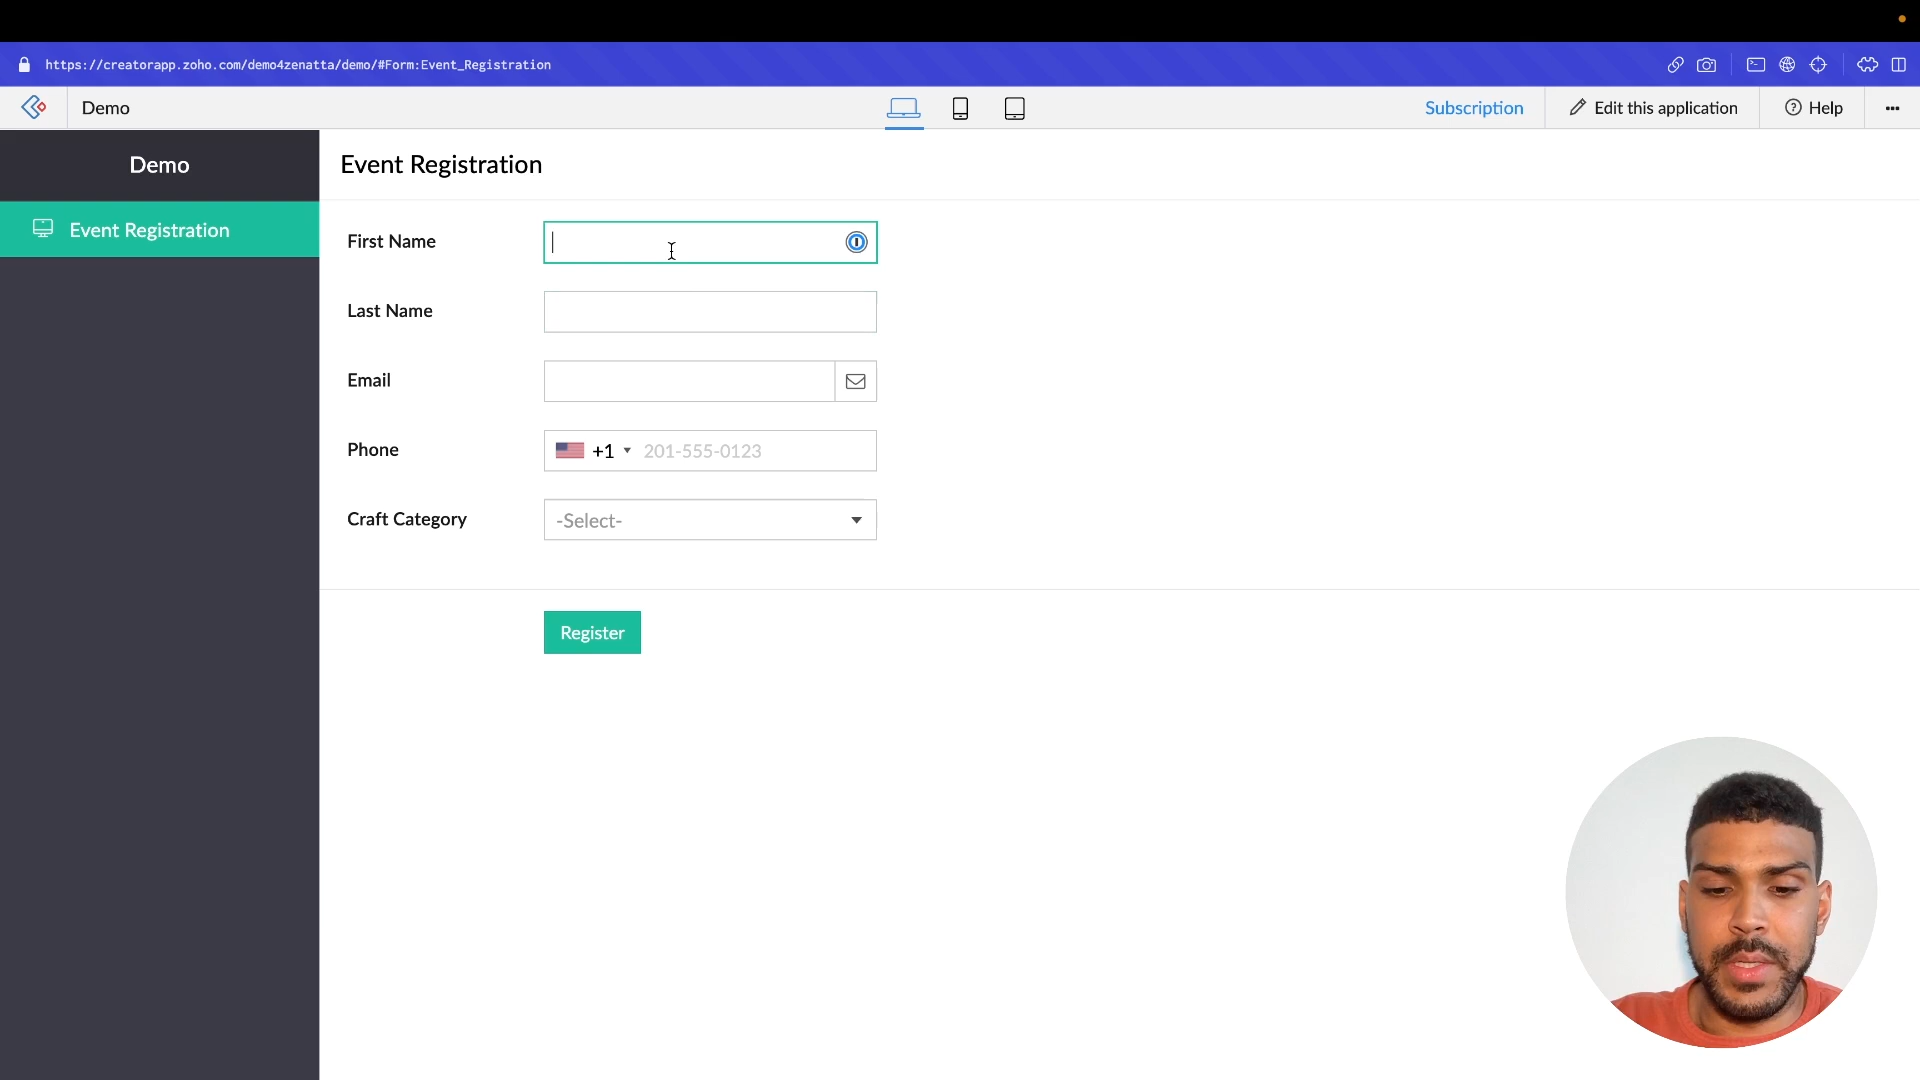 https://creatorapp.zoho.com/demo4zenatta/demo/#Form:Event_Registration
Demo
Subscription
Edit this application
Help
Demo
Event Registration
Event Registration
First Name
Last Name
Email
Phone
+1
201-555-0123
Craft Category
-Select-
Register